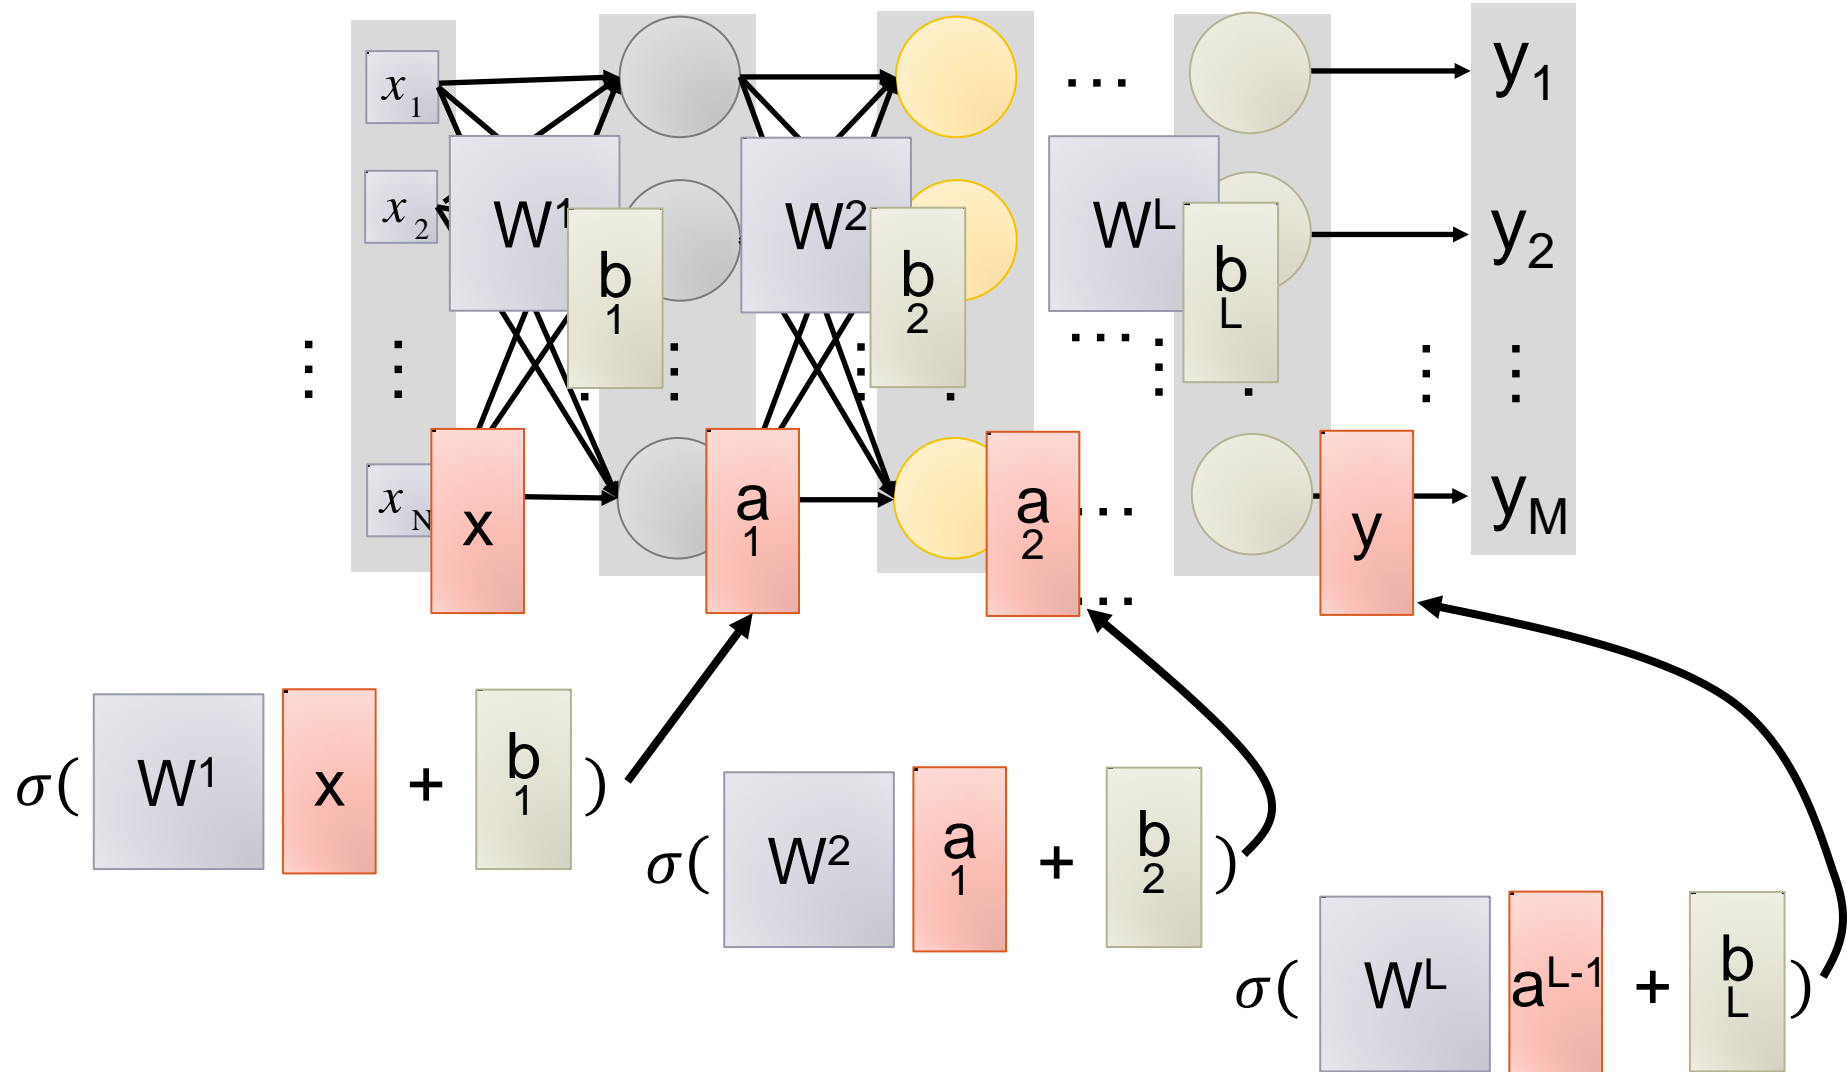 x1 … y1
x2 W1 W2 WL y2
b1 b2 bL
⋮ ⋮ ⋮ ⋮ … ⋮ ⋮ ⋮
xN x a1 a2 … y yM
…
σ( W1 x + b1 )
σ( W2 a1 + b2 )
σ( WL aL-1 + bL )